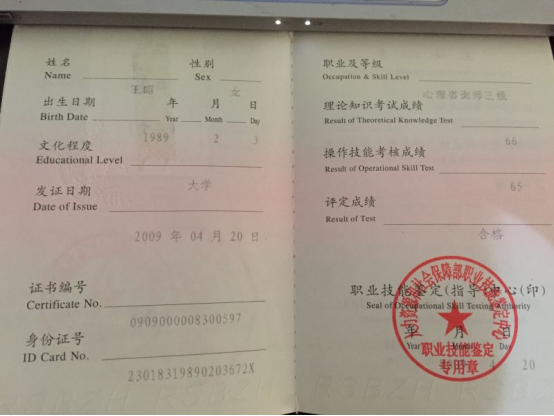 姓名
Name
性别
Sex
王昭
女
出生日期
Birth Date
年
Year
月
Month
日
Day
1989
2
3
文化程度
Educational Level
大学
发证日期
Date of Issue
2009 年 04 月 20 日
证书编号
Certificate No.
0909000008300597
身份证号
ID Card No.
23018319890203672X
职业及等级
Occupation & Skill Level
心理咨询师三级
理论知识考试成绩
Result of Theoretical Knowledge Test
66
操作技能考核成绩
Result of Operational Skill Test
65
评定成绩
Result of Test
合格
职业技能鉴定(指导)中心(印)
Seal of Occupational Skill Testing Authority
年
Year
月
Month
日
Day
4
20
职业技能鉴定
专用章